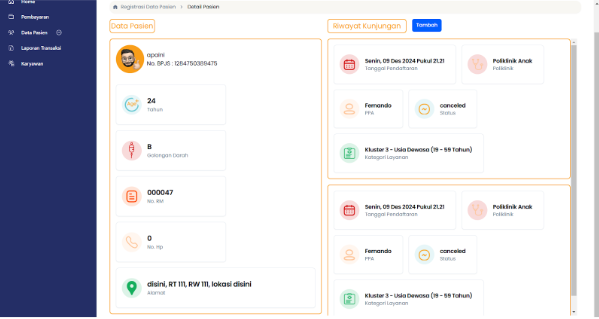 Home
Pembayaran
Data Pasien
Laporan Transaksi
Karyawan
Registrasi Data Pasien > Detail Pasien
Data Pasien
apaini
No. BPJS : 1284750389475
24
Tahun
B
Golongan Darah
000047
No. RM
0
No. Hp
disini, RT 111, RW 111, lokasi disini
Alamat
Riwayat Kunjungan
Tambah
Senin, 09 Des 2024 Pukul 21.21
Tanggal Pendaftaran
Poliklinik Anak
Poliklinik
Fernando
PPA
canceled
Status
Kluster 3 - Usia Dewasa (19 - 59 Tahun)
Kategori Layanan
Senin, 09 Des 2024 Pukul 21.21
Tanggal Pendaftaran
Poliklinik Anak
Poliklinik
Fernando
PPA
canceled
Status
Kluster 3 - Usia Dewasa (19 - 59 Tahun)
Kategori Layanan